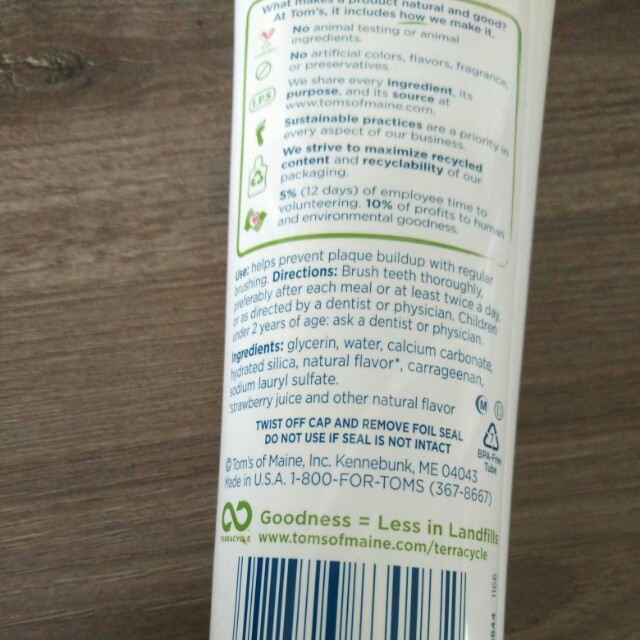 What makes a product natural and good?
At Tom's, it includes how we make it.
No animal testing or animal
ingredients.
No artificial colors, flavors, fragrance,
or preservatives.
I.P.S
We share every ingredient, its
purpose, and its source at
www.tomsofmaine.com.
Sustainable practices are a priority in
every aspect of our business.
We strive to maximize recycled
content and recyclability of our
packaging.
5% (12 days) of employee time to
volunteering. 10% of profits to human
and environmental goodness.
Use: helps prevent plaque buildup with regular
brushing. Directions: Brush teeth thoroughly,
preferably after each meal or at least twice a day,
or as directed by a dentist or physician. Children
under 2 years of age: ask a dentist or physician.
Ingredients: glycerin, water, calcium carbonate,
hydrated silica, natural flavor*, carrageenan,
sodium lauryl sulfate.
*strawberry juice and other natural flavor
M D
TWIST OFF CAP AND REMOVE FOIL SEAL
DO NOT USE IF SEAL IS NOT INTACT
BPA-Free
Tube
© Tom's of Maine, Inc. Kennebunk, ME 04043
Made in U.S.A. 1-800-FOR-TOMS (367-8667)
TERRACYCLE
Goodness = Less in Landfills
www.tomsofmaine.com/terracycle
1166